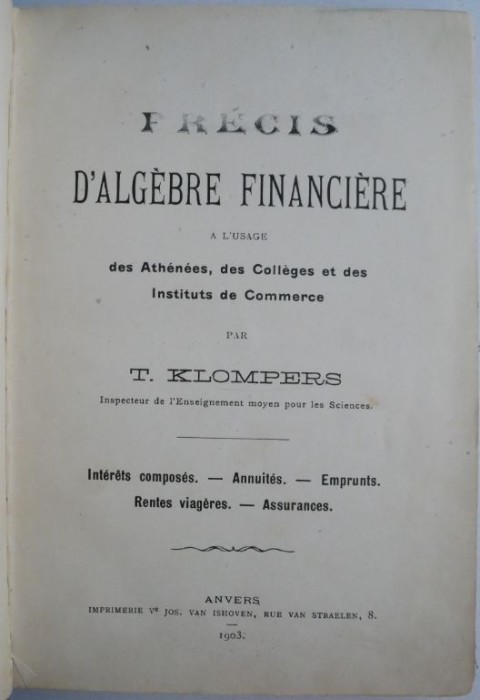 PRÉCIS
D'ALGÈBRE FINANCIÈRE
A L'USAGE
des Athénées, des Collèges et des
Instituts de Commerce
PAR
T. KLOMPERS
Inspecteur de l'Enseignement moyen pour les Sciences.
Intérêts composés. — Annuités. — Emprunts.
Rentes viagères. — Assurances.
ANVERS
IMPRIMERIE Vᵉ JOS. VAN ISHOVEN, RUE VAN STRAELEN, 8.
1903.